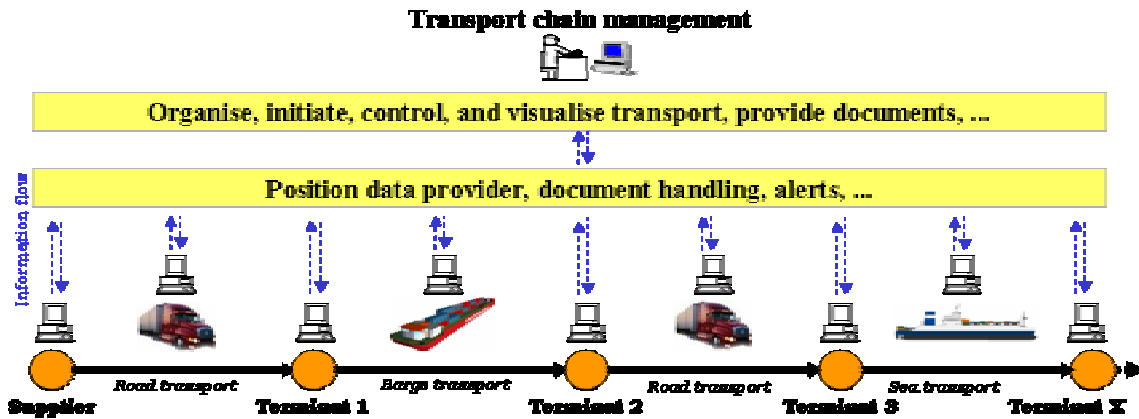 Transport chain management
Organise, initiate, control, and visualise transport, provide documents, ...
Position data provider, document handling, alerts, ...
Information flow
Road transport
Barge transport
Road transport
Sea transport
Supplier
Terminal 1
Terminal 2
Terminal 3
Terminal X